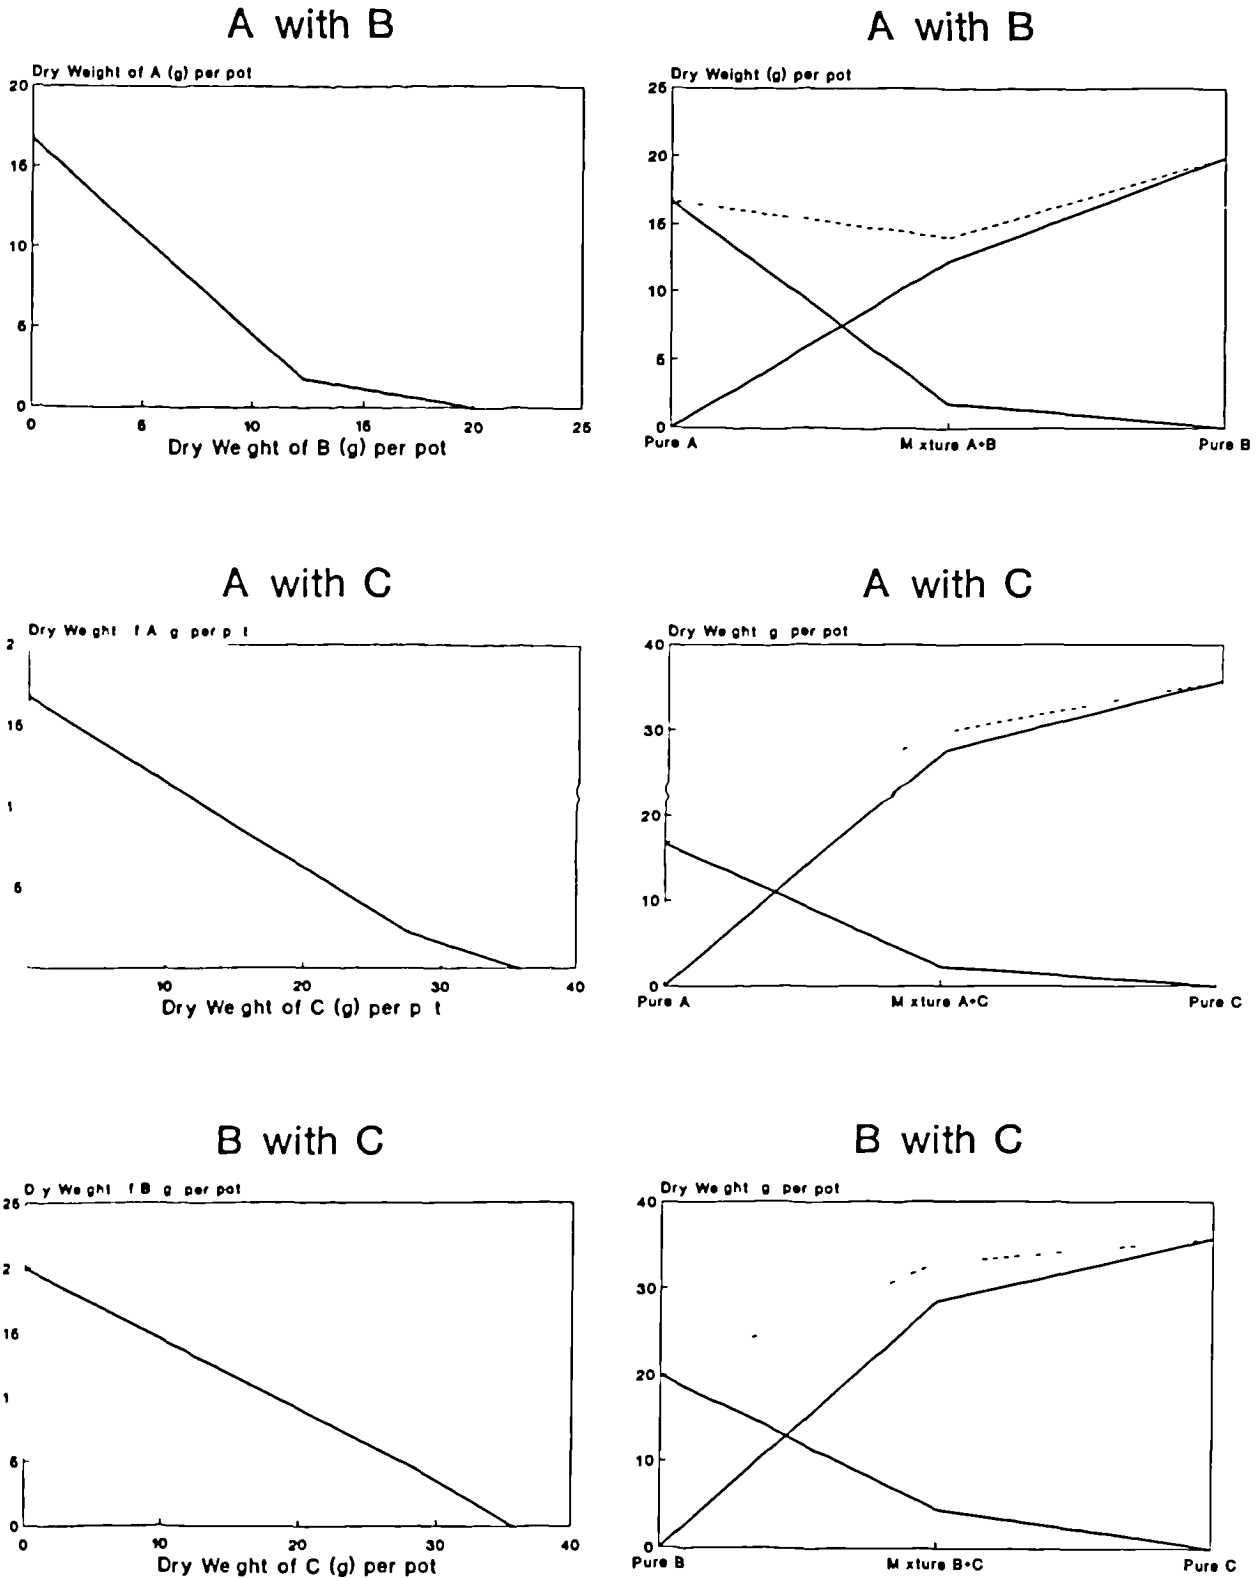 A with B
Dry Weight of A (g) per pot
20
15
10
5
0
0 5 10 15 20 25
Dry We ght of B (g) per pot
A with B
Dry Weight (g) per pot
25
20
15
10
5
0
Pure A M xture A+B Pure B
A with C
Dry We ght f A g per p t
2
15
1
5
10 20 30 40
Dry We ght of C (g) per p t
A with C
Dry We ght g per pot
40
30
20
10
0
Pure A M xture A+C Pure C
B with C
D y We ght f B g per pot
25
2
15
1
5
0
0 10 20 30 40
Dry We ght of C (g) per pot
B with C
Dry We ght g per pot
40
30
20
10
0
Pure B M xture B+C Pure C